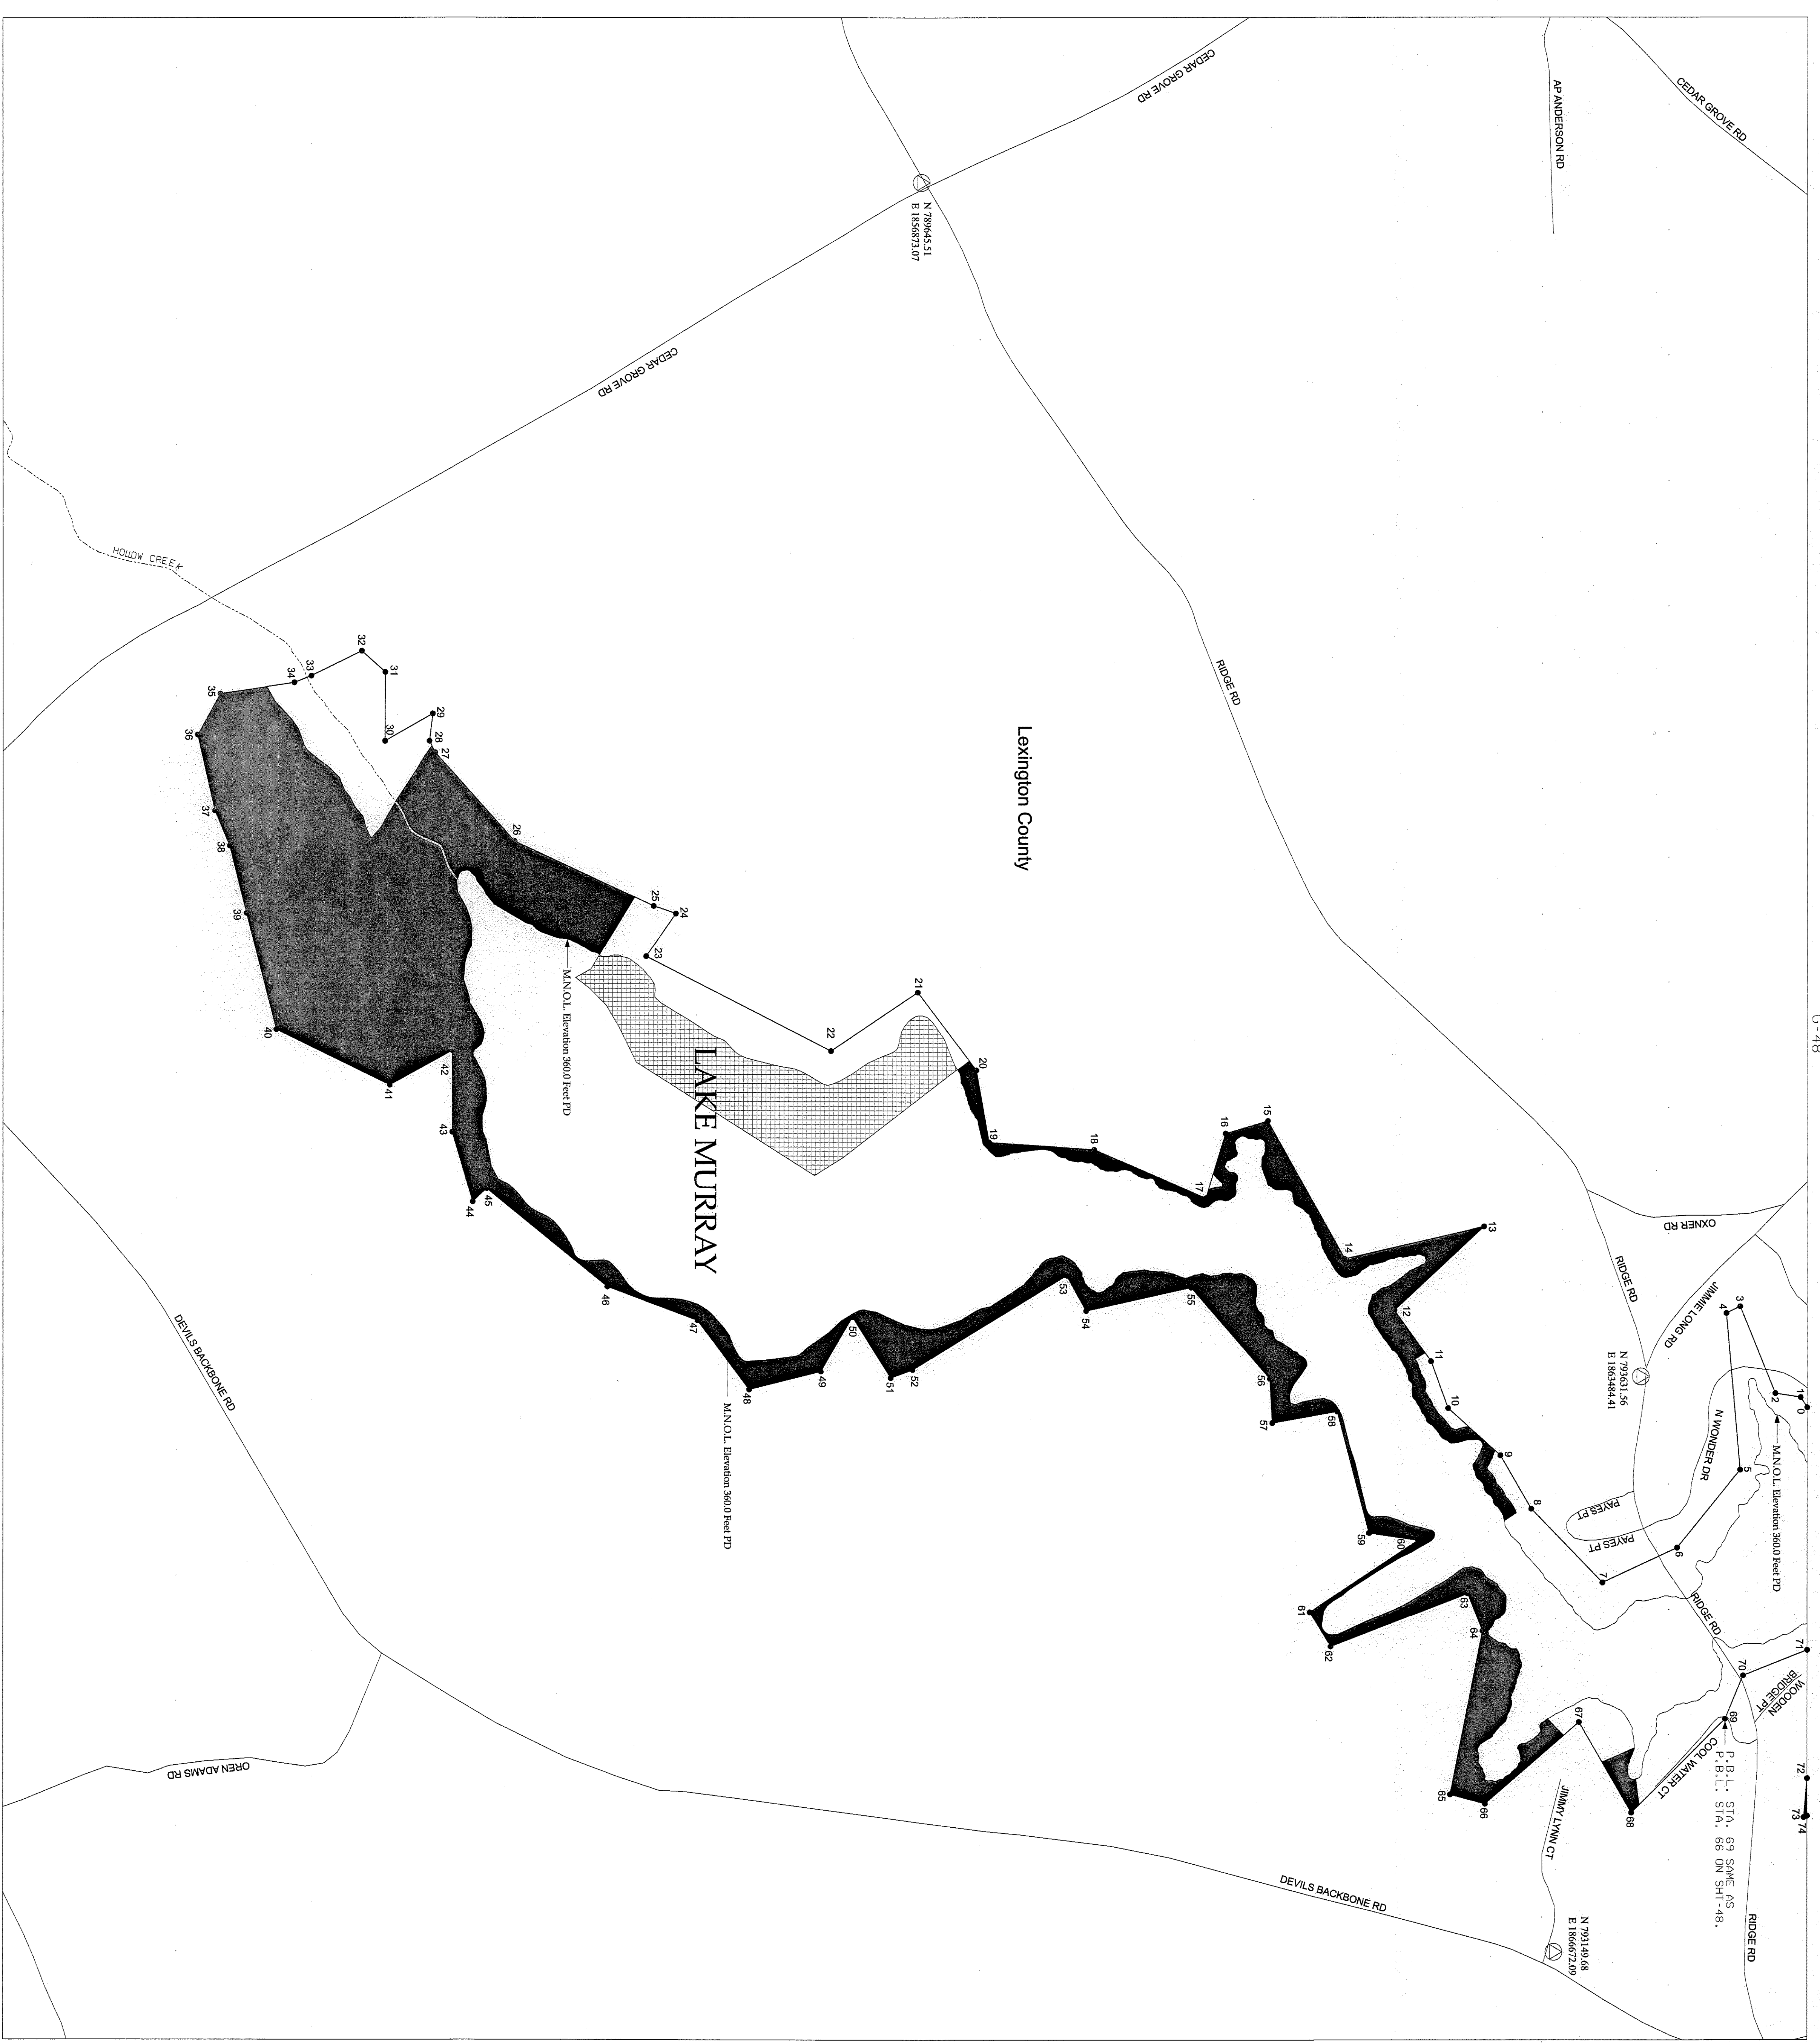 G-48
CEDAR GROVE RD
AP ANDERSON RD
CEDAR GROVE RD
N 789645.51
E 1856873.07
CEDAR GROVE RD
HOLLOW CREEK
RIDGE RD
Lexington County
OXNER RD
RIDGE RD
JIMMIE LONG RD
N 793631.56
E 1863484.41
N WONDER DR
M.N.O.L. Elevation 360.0 Feet PD
PAYES PT
PAYES PT
RIDGE RD
WOODEN
BRIDGE PT
COOL WATER CT
P.B.L. STA. 69 SAME AS
P.B.L. STA. 66 ON SHT-48.
RIDGE RD
JIMMY LYNN CT
N 793149.68
E 1866672.09
DEVILS BACKBONE RD
M.N.O.L. Elevation 360.0 Feet PD
LAKE MURRAY
M.N.O.L. Elevation 360.0 Feet PD
DEVILS BACKBONE RD
OREN ADAMS RD
0
1
2
3
4
5
6
7
8
9
10
11
12
13
14
15
16
17
18
19
20
21
22
23
24
25
26
27
28
29
30
31
32
33
34
35
36
37
38
39
40
41
42
43
44
45
46
47
48
49
50
51
52
53
54
55
56
57
58
59
60
61
62
63
64
65
66
67
68
69
70
71
72
73
74